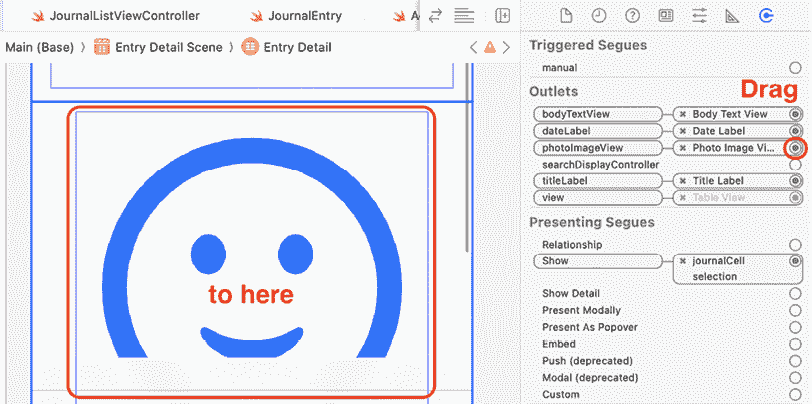 JournalListViewController JournalEntry
Main (Base) 〉 Entry Detail Scene 〉 Entry Detail
to here
Triggered Segues
manual
Outlets
Drag
bodyTextView Body Text View
dateLabel Date Label
photoImageView Photo Image Vi...
searchDisplayController
titleLabel Title Label
view Table View
Presenting Segues
Relationship
Show journalCell
selection
Show Detail
Present Modally
Present As Popover
Embed
Push (deprecated)
Modal (deprecated)
Custom